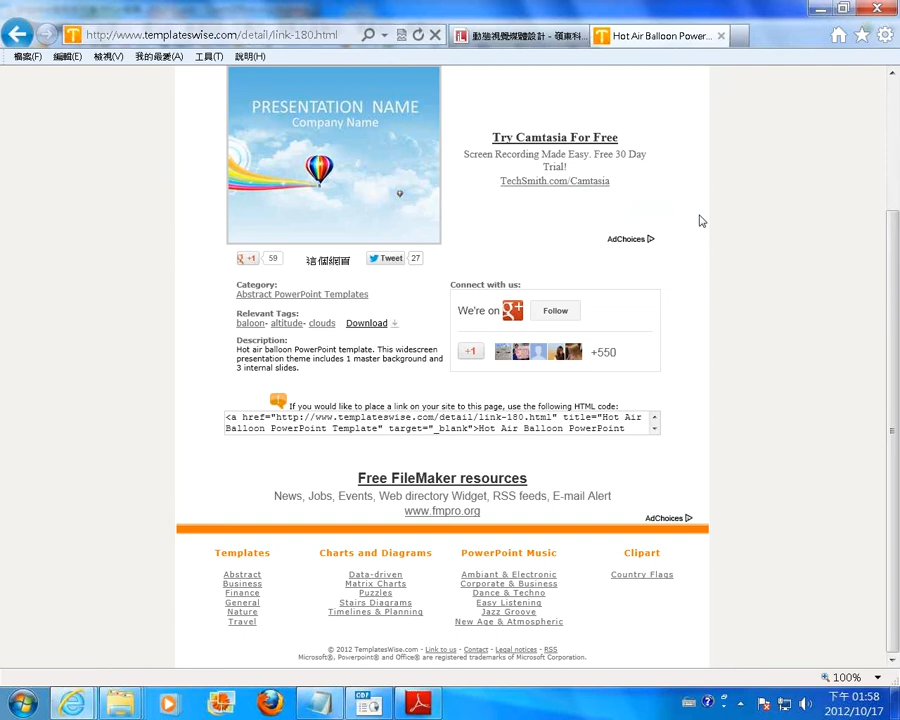 http://www.templateswise.com/detail/link-180.html
動態視覺媒體設計 - 碩東科...
Hot Air Balloon Power...
檔案(F) 編輯(E) 檢視(V) 我的最愛(A) 工具(T) 說明(H)
PRESENTATION NAME
Company Name
Try Camtasia For Free
Screen Recording Made Easy. Free 30 Day
Trial!
TechSmith.com/Camtasia
AdChoices
+1 59 這個網頁 Tweet 27
Category:
Abstract PowerPoint Templates
Relevant Tags:
baloon- altitude- clouds Download
Description:
Hot air balloon PowerPoint template. This widescreen
presentation theme includes 1 master background and
3 internal slides.
Connect with us:
We're on g+ Follow
+1 +550
If you would like to place a link on your site to this page, use the following HTML code:
<a href="http://www.templateswise.com/detail/link-180.html" title="Hot Air
Balloon PowerPoint Template" target="_blank">Hot Air Balloon PowerPoint
Free FileMaker resources
News, Jobs, Events, Web directory Widget, RSS feeds, E-mail Alert
www.fmpro.org
AdChoices
Templates Charts and Diagrams PowerPoint Music Clipart
Abstract Data-driven Ambiant & Electronic Country Flags
Business Matrix Charts Corporate & Business
Finance Puzzles Dance & Techno
General Stairs Diagrams Easy Listening
Nature Timelines & Planning Jazz Groove
Travel New Age & Atmospheric
© 2012 TemplatesWise.com - Link to us - Contact - Legal notices - RSS
Microsoft®, Powerpoint® and Office® are registered trademarks of Microsoft Corporation.
100%
CDF
下午 01:58
2012/10/17